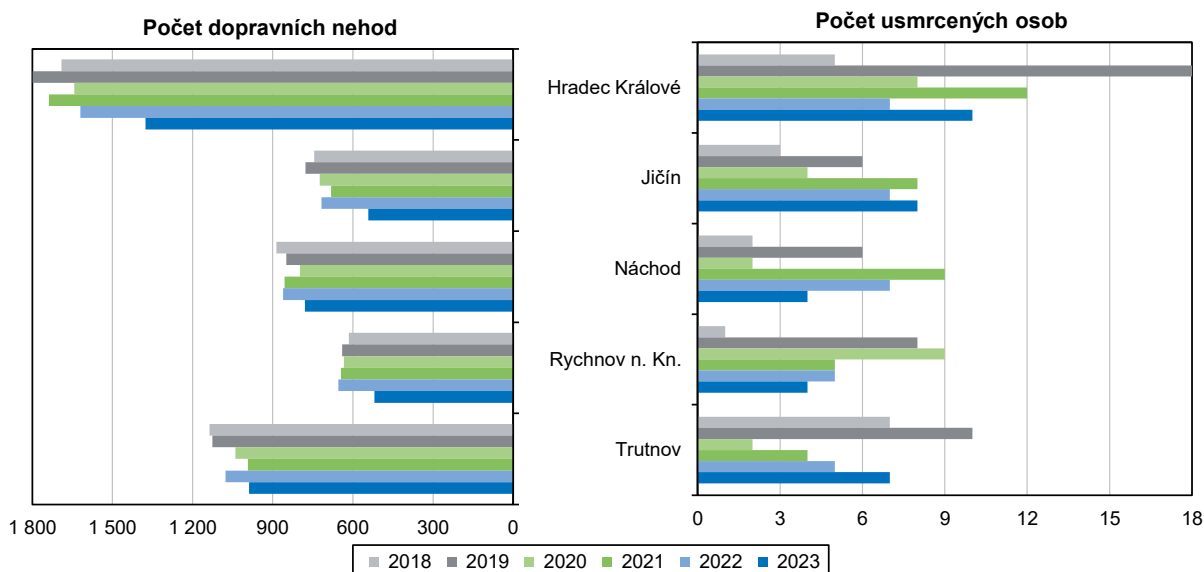 Počet dopravních nehod
Počet usmrcených osob
Hradec Králové
Jičín
Náchod
Rychnov n. Kn.
Trutnov
1 800 1 500 1 200 900 600 300 0
0 3 6 9 12 15 18
2018 2019 2020 2021 2022 2023